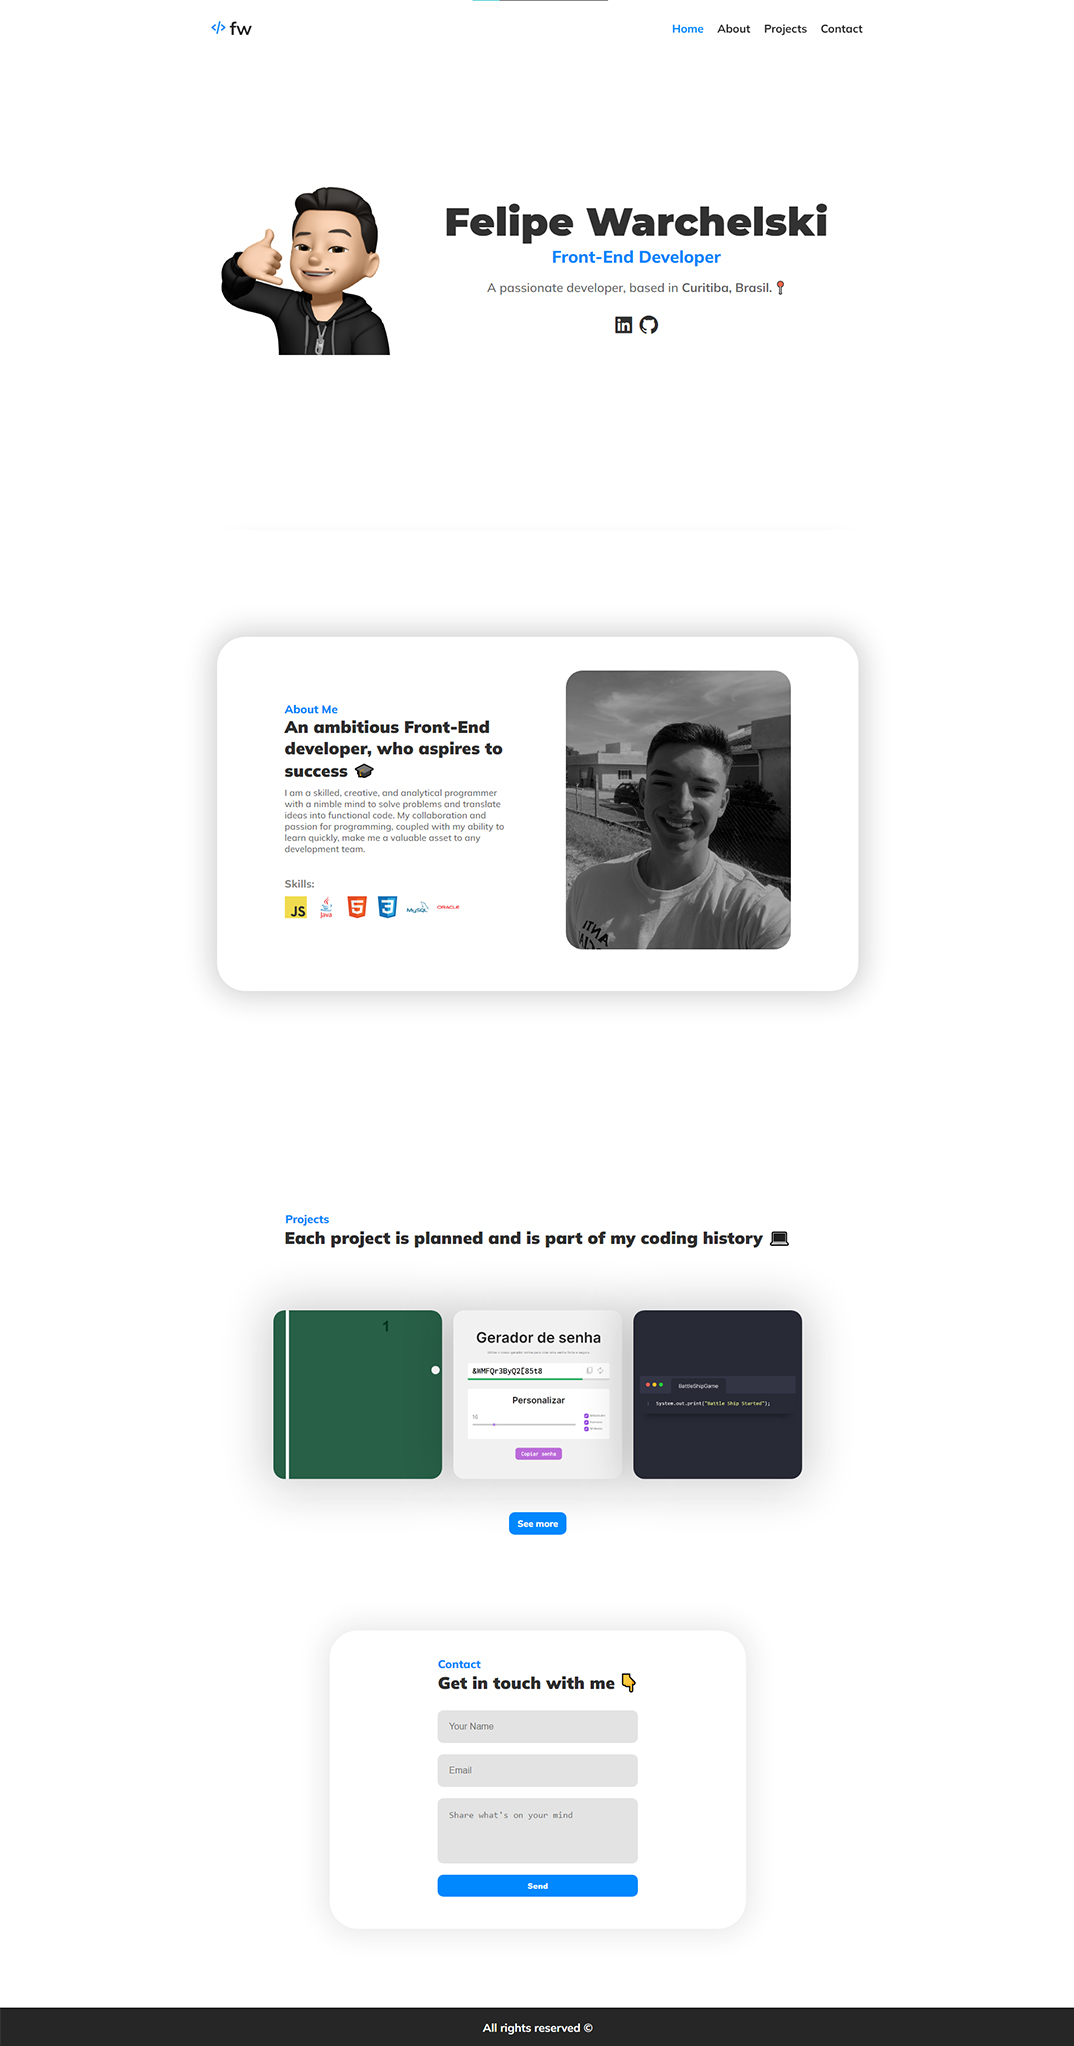 </> fw
Home About Projects Contact
Felipe Warchelski
Front-End Developer
A passionate developer, based in Curitiba, Brasil. 📍
in
About Me
An ambitious Front-End
developer, who aspires to
success 🎓
I am a skilled, creative, and analytical programmer
with a nimble mind to solve problems and translate
ideas into functional code. My collaboration and
passion for programming, coupled with my ability to
learn quickly, make me a valuable asset to any
development team.
Skills:
JS Java 5 3 MySQL ORACLE
Projects
Each project is planned and is part of my coding history 💻
1
Gerador de senha
&WMFQr3ByQ2[85t8
Personalizar
16
Copiar senha
BattleShipGame
1 System.out.print("Battle Ship Started");
See more
Contact
Get in touch with me 👇
Your Name
Email
Share what's on your mind
Send
All rights reserved ©